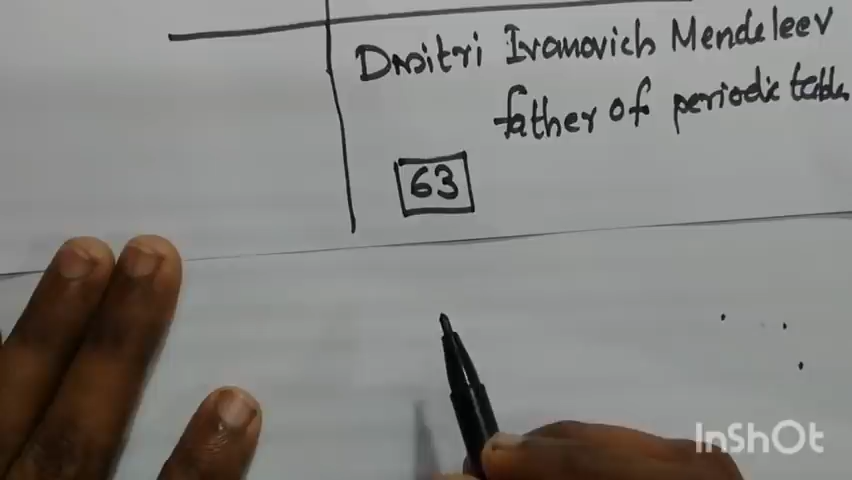 Dmitri Ivanovich Mendeleev
father of periodic table
63
InShOt